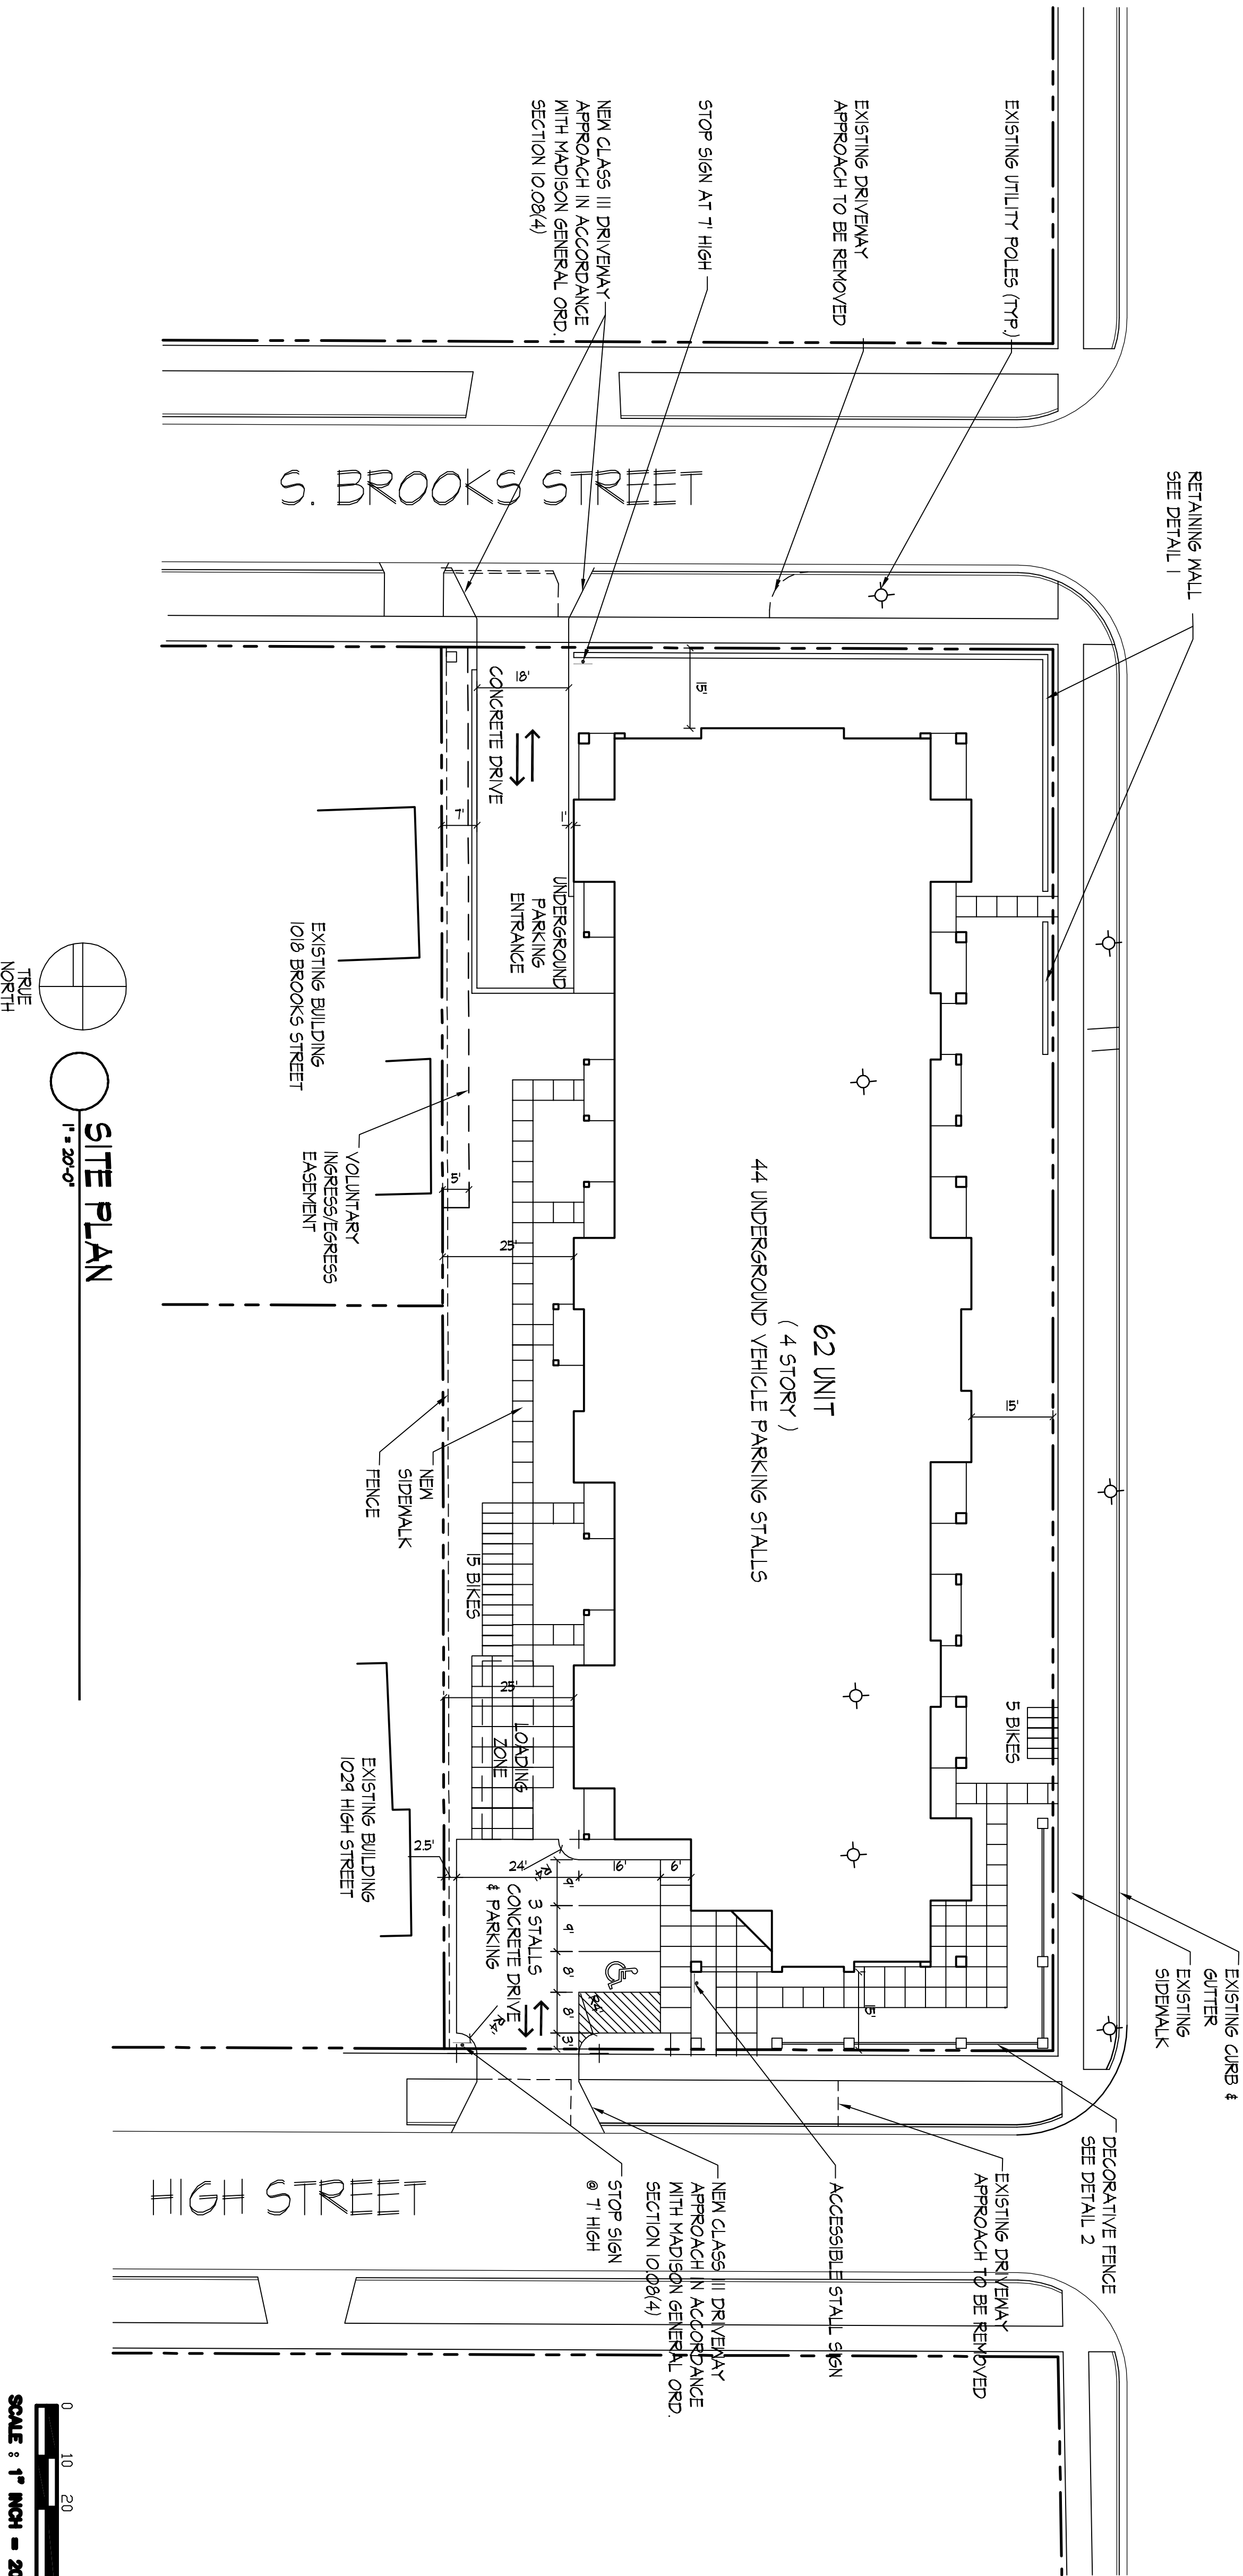 EXISTING UTILITY POLES (TYP.)
EXISTING DRIVEWAY
APPROACH TO BE REMOVED
STOP SIGN AT 7' HIGH
NEW CLASS III DRIVEWAY
APPROACH IN ACCORDANCE
WITH MADISON GENERAL ORD.
SECTION 10.08(4)
S. BROOKS STREET
RETAINING WALL
SEE DETAIL 1
15'
18'
CONCRETE DRIVE
7'
1'
UNDERGROUND
PARKING
ENTRANCE
EXISTING BUILDING
1018 BROOKS STREET
VOLUNTARY
INGRESS/EGRESS
EASEMENT
5'
25'
62 UNIT
( 4 STORY )
44 UNDERGROUND VEHICLE PARKING STALLS
15'
NEW
SIDEWALK
FENCE
15 BIKES
5 BIKES
25'
LOADING
ZONE
EXISTING BUILDING
1029 HIGH STREET
2.5'
24'
R4'
16'
6'
9'
9'
8'
8'
3'
3 STALLS
CONCRETE DRIVE
& PARKING
R4'
R4'
15'
EXISTING CURB &
GUTTER
EXISTING
SIDEWALK
DECORATIVE FENCE
SEE DETAIL 2
EXISTING DRIVEWAY
APPROACH TO BE REMOVED
ACCESSIBLE STALL SIGN
NEW CLASS III DRIVEWAY
APPROACH IN ACCORDANCE
WITH MADISON GENERAL ORD.
SECTION 10.08(4)
STOP SIGN
@ 7' HIGH
HIGH STREET
TRUE
NORTH
SITE PLAN
1" = 20'-0"
0 10 20
SCALE : 1" INCH = 20